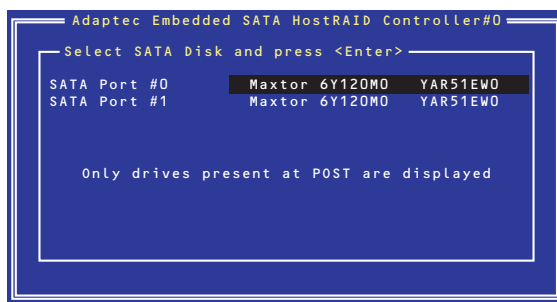 Adaptec Embedded SATA HostRAID Controller#0
Select SATA Disk and press <Enter>
SATA Port #0 Maxtor 6Y120M0 YAR51EW0
SATA Port #1 Maxtor 6Y120M0 YAR51EW0
Only drives present at POST are displayed